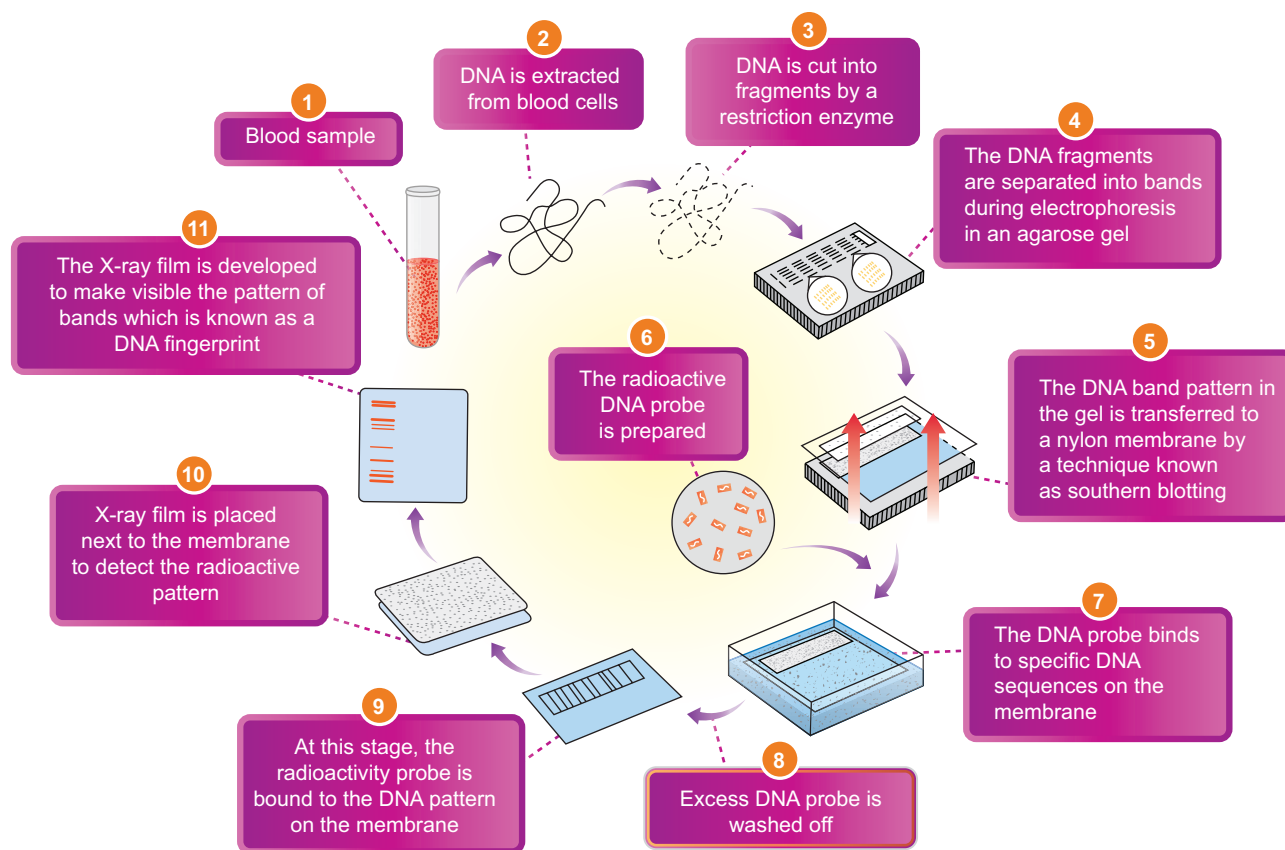 1
Blood sample
2
DNA is extracted
from blood cells
3
DNA is cut into
fragments by a
restriction enzyme
4
The DNA fragments
are separated into bands
during electrophoresis
in an agarose gel
5
The DNA band pattern in
the gel is transferred to
a nylon membrane by
a technique known
as southern blotting
6
The radioactive
DNA probe
is prepared
7
The DNA probe binds
to specific DNA
sequences on the
membrane
8
Excess DNA probe is
washed off
9
At this stage, the
radioactivity probe is
bound to the DNA pattern
on the membrane
10
X-ray film is placed
next to the membrane
to detect the radioactive
pattern
11
The X-ray film is developed
to make visible the pattern of
bands which is known as a
DNA fingerprint